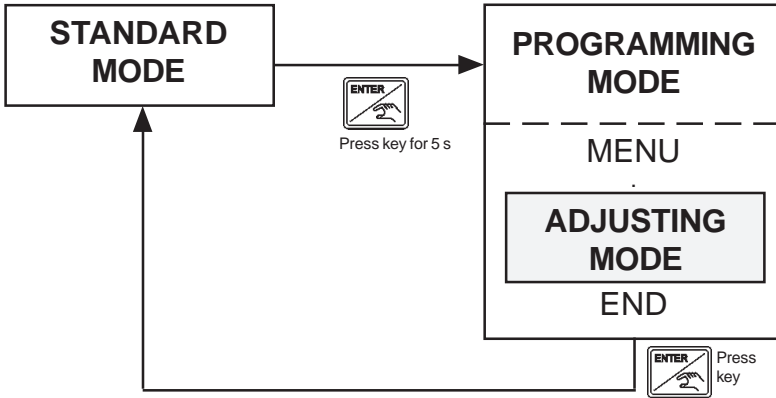 STANDARD
MODE
ENTER
Press key for 5 s
PROGRAMMING
MODE
MENU
.
ADJUSTING
MODE
END
ENTER
Press
key